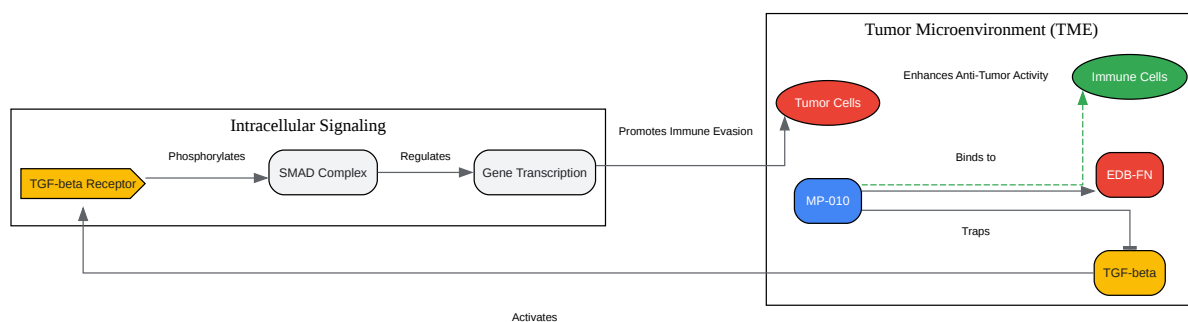 Tumor Microenvironment (TME)
Enhances Anti-Tumor Activity
Immune Cells
Tumor Cells
Intracellular Signaling
Promotes Immune Evasion
Phosphorylates
Regulates
Binds to
TGF-beta Receptor
SMAD Complex
Gene Transcription
EDB-FN
MP-010
Traps
TGF-beta
Activates